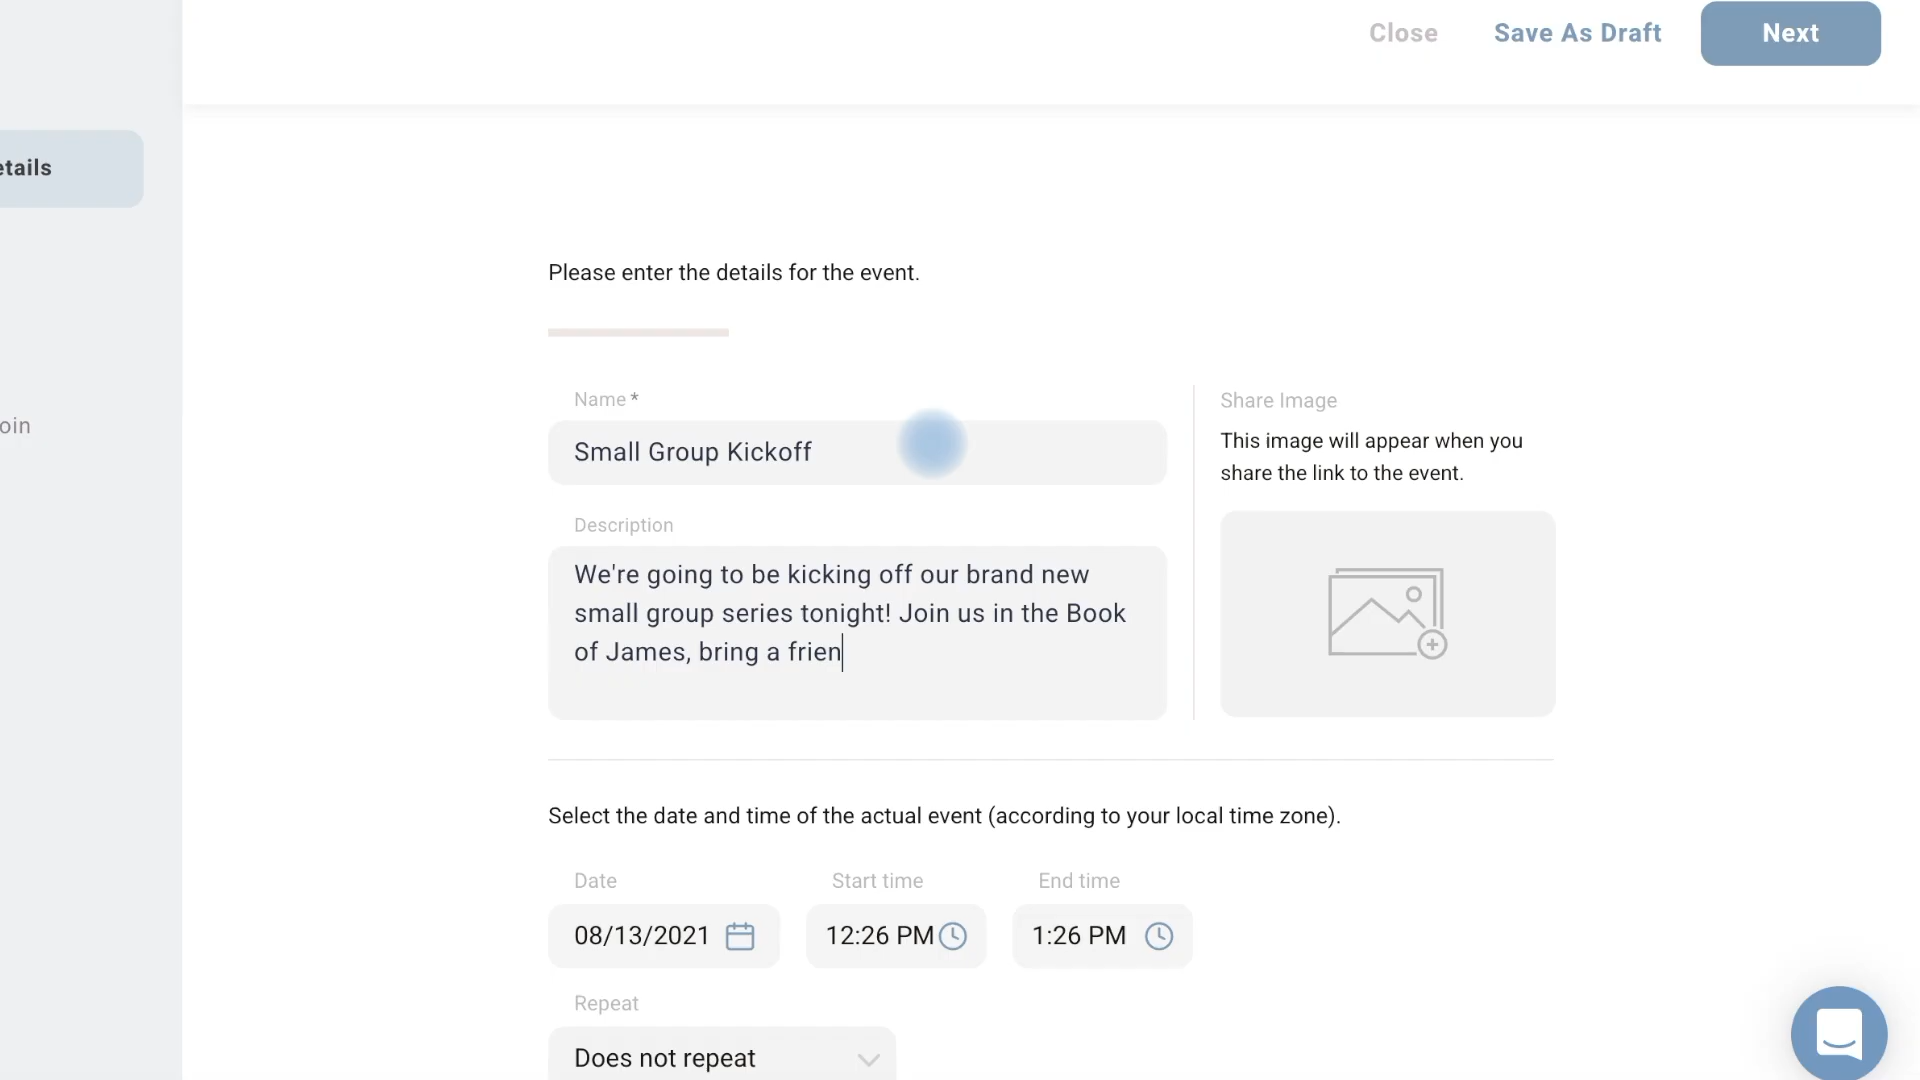 Close Save As Draft Next
etails
oin
Please enter the details for the event.
Name *
Small Group Kickoff
Description
We're going to be kicking off our brand new
small group series tonight! Join us in the Book
of James, bring a frien
Share Image
This image will appear when you
share the link to the event.
Select the date and time of the actual event (according to your local time zone).
Date Start time End time
08/13/2021 12:26 PM 1:26 PM
Repeat
Does not repeat